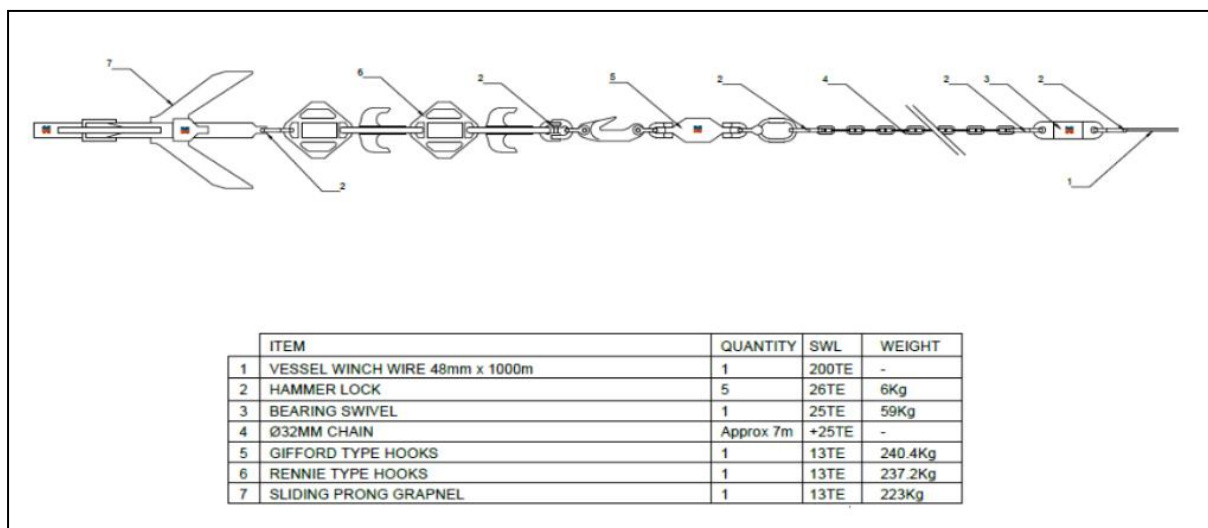 7
6
2
5
2
4
2
3
2
2
1
ITEM QUANTITY SWL WEIGHT
1 VESSEL WINCH WIRE 48mm x 1000m 1 200TE -
2 HAMMER LOCK 5 26TE 6Kg
3 BEARING SWIVEL 1 25TE 59Kg
4 Ø32MM CHAIN Approx 7m +25TE -
5 GIFFORD TYPE HOOKS 1 13TE 240.4Kg
6 RENNIE TYPE HOOKS 1 13TE 237.2Kg
7 SLIDING PRONG GRAPNEL 1 13TE 223Kg